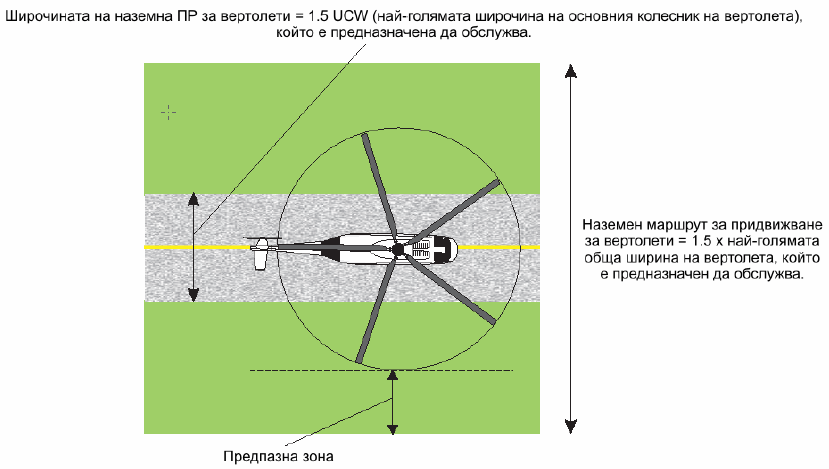 Широчината на наземна ПР за вертолети = 1.5 UCW (най-голямата широчина на основния колесник на вертолета),
който е предназначена да обслужва.
Наземен маршрут за придвижване
за вертолети = 1.5 x най-голямата
обща ширина на вертолета, който
е предназначен да обслужва.
Предпазна зона